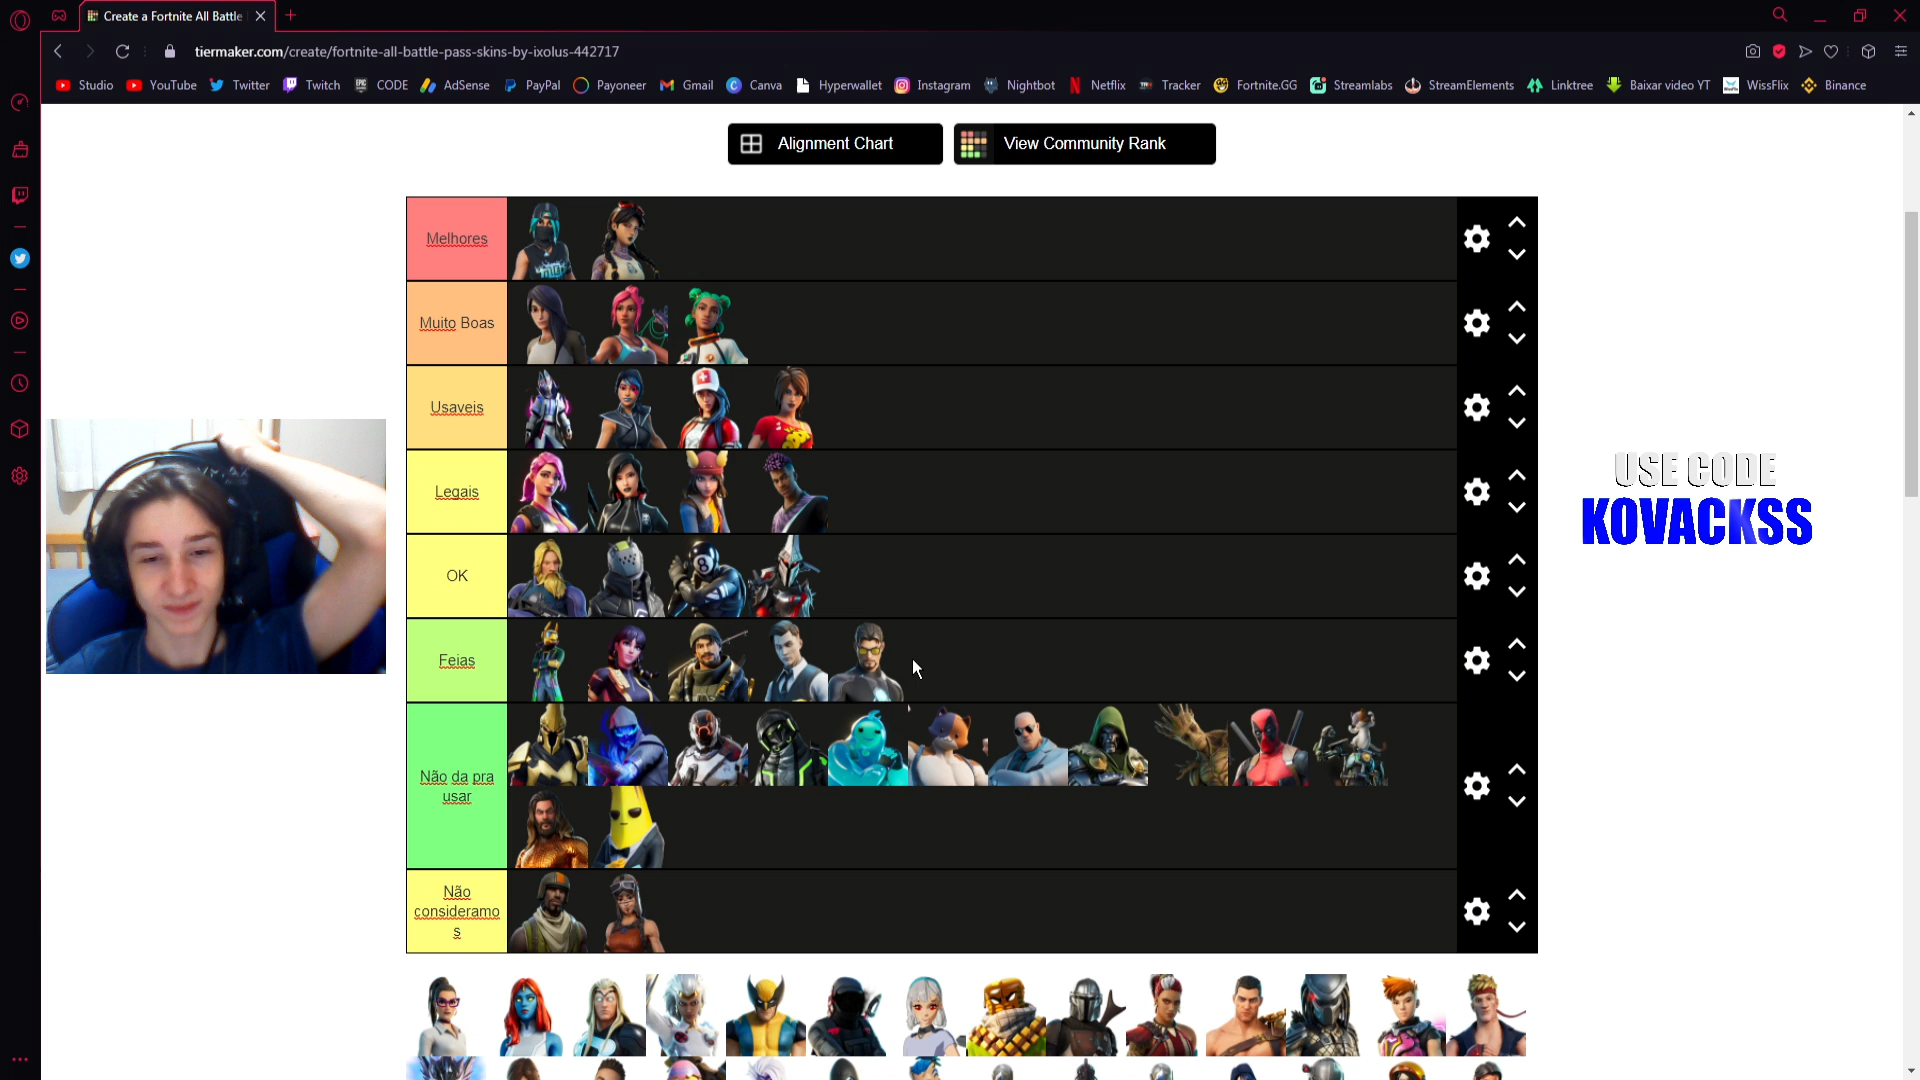 Create a Fortnite All Battle
tiermaker.com/create/fortnite-all-battle-pass-skins-by-ixolus-442717
Studio YouTube Twitter Twitch CODE AdSense PayPal Payoneer Gmail Canva Hyperwallet Instagram Nightbot Netflix Tracker Fortnite.GG Streamlabs StreamElements Linktree Baixar video YT WissFlix Binance
Alignment Chart View Community Rank
Melhores
Muito Boas
Usaveis
Legais
USE CODE
KOVACKSS
OK
8
Feias
Não da pra
usar
Não
consideramo
s